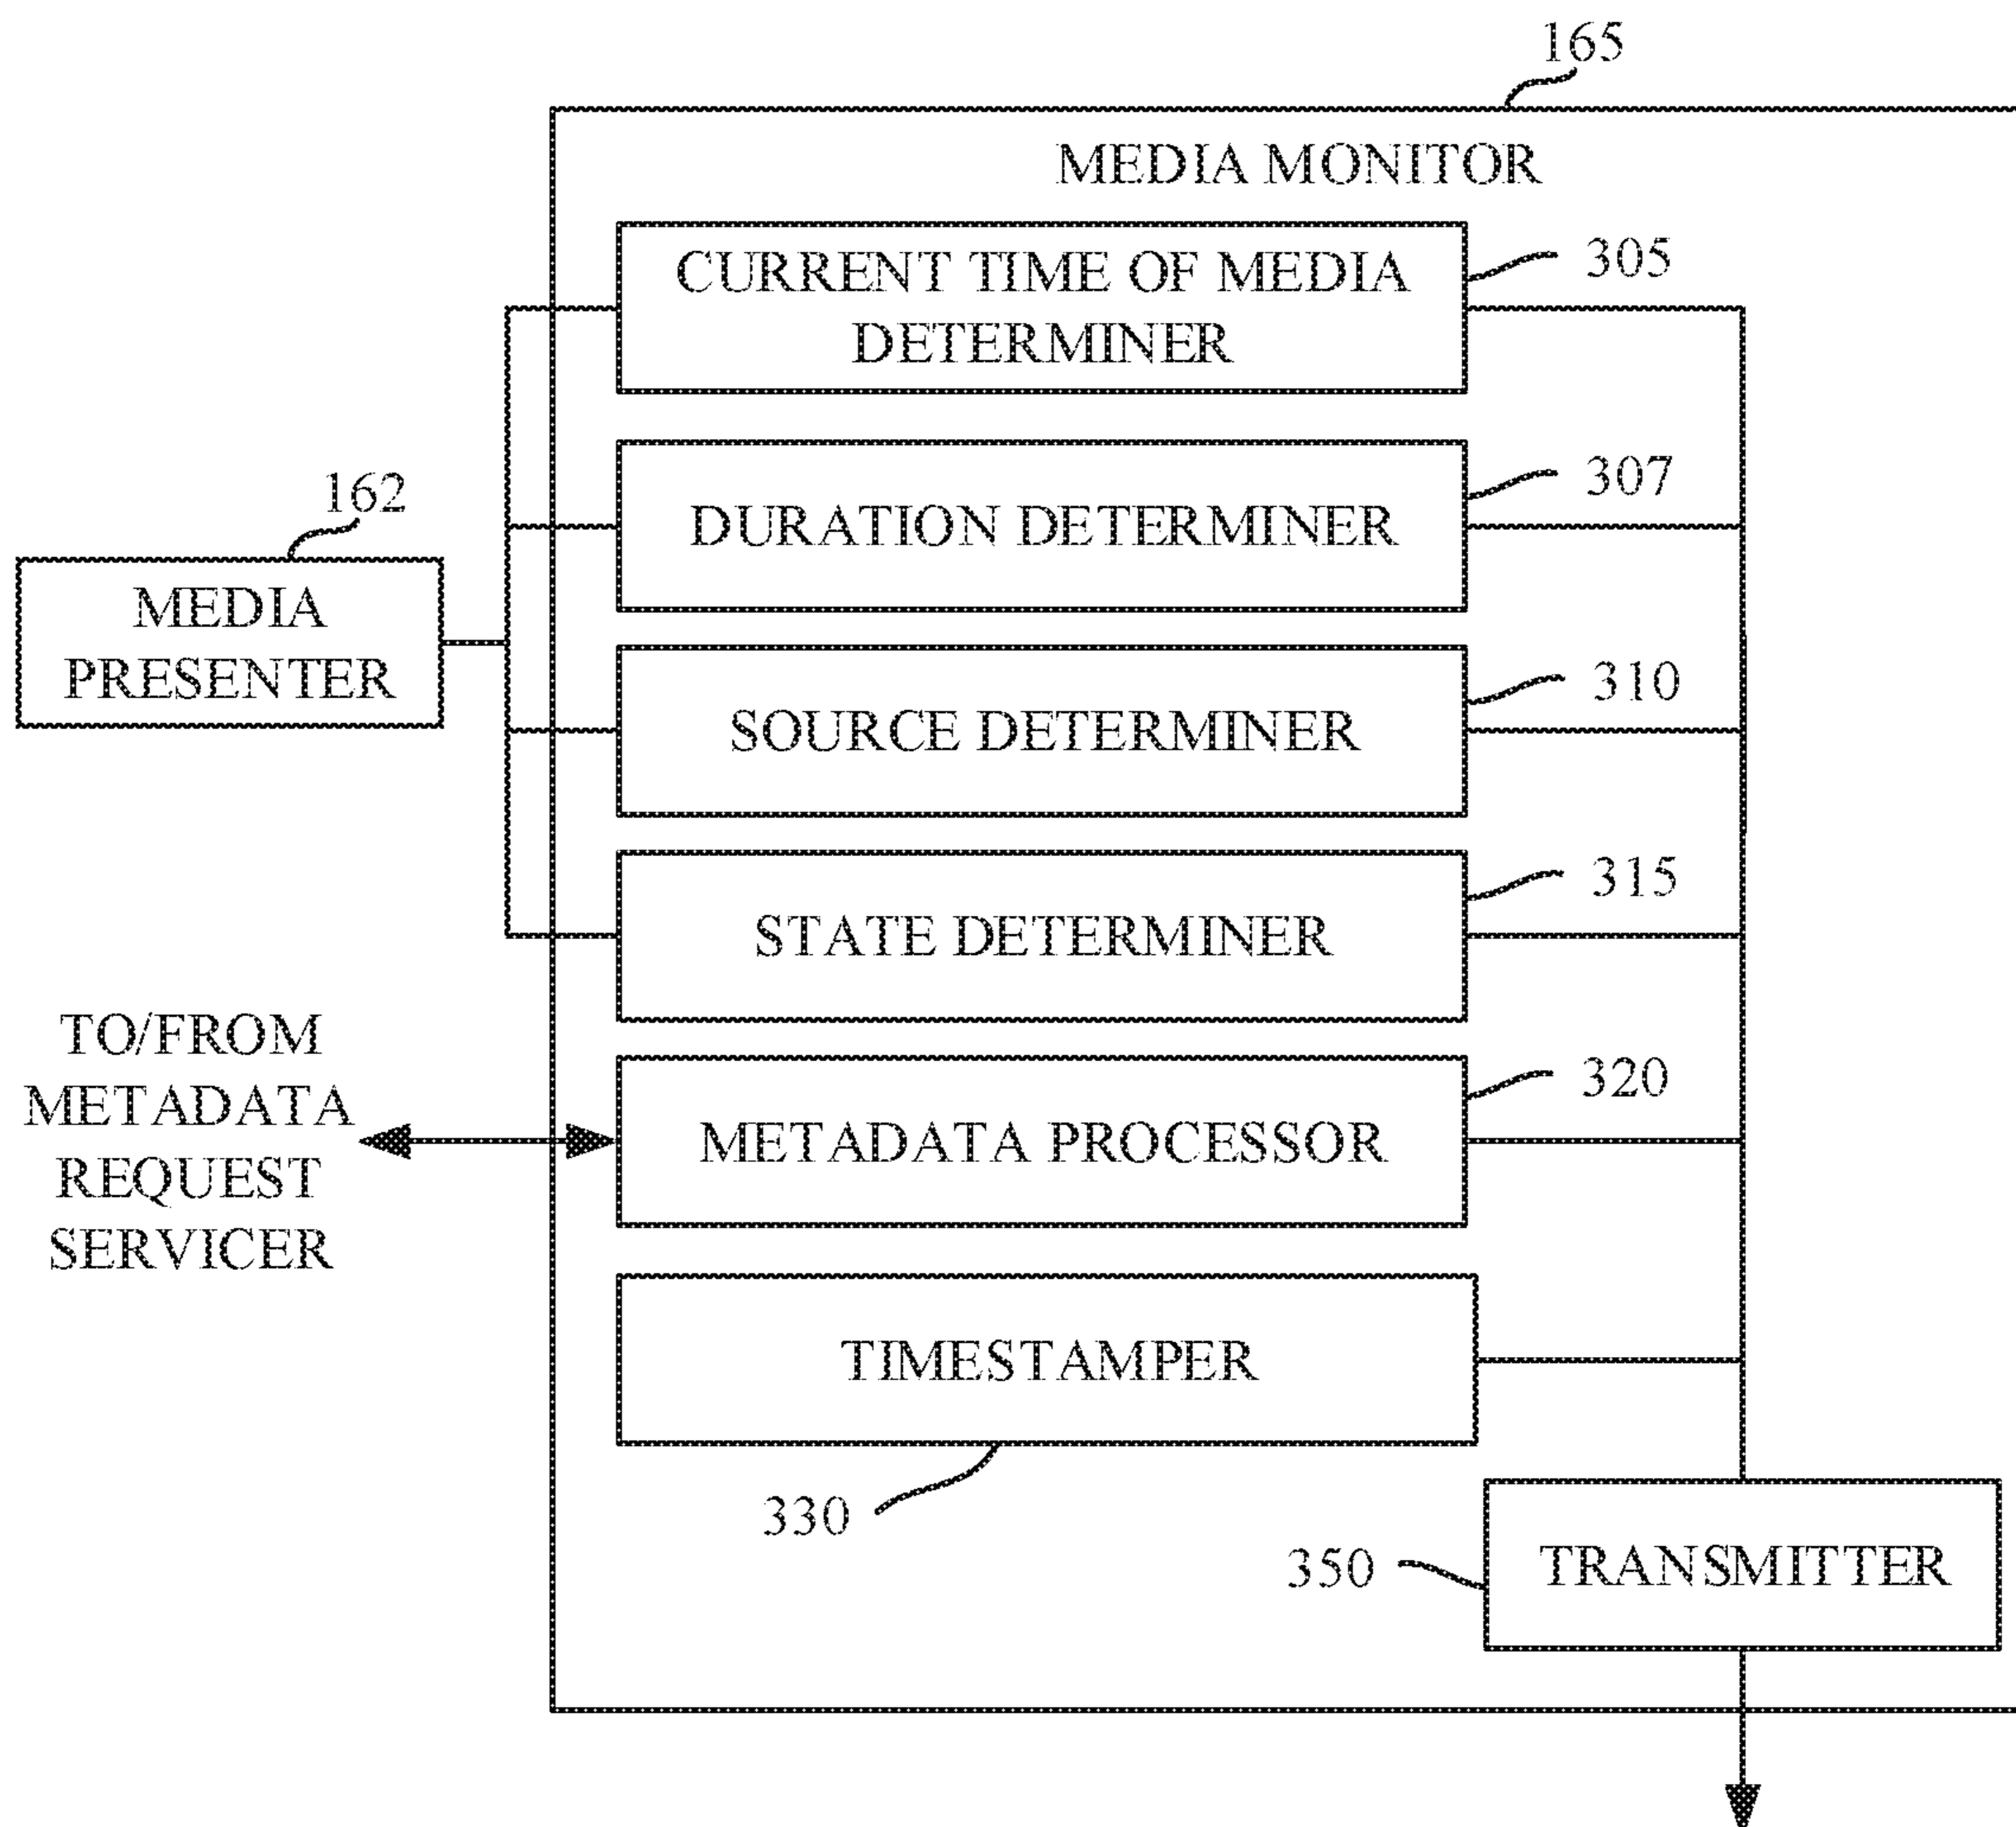 165
MEDIA MONITOR
CURRENT TIME OF MEDIA
DETERMINER
305
162
MEDIA
PRESENTER
DURATION DETERMINER
307
SOURCE DETERMINER
310
STATE DETERMINER
315
TO/FROM
METADATA
REQUEST
SERVICER
METADATA PROCESSOR
320
TIMESTAMPER
330
350
TRANSMITTER